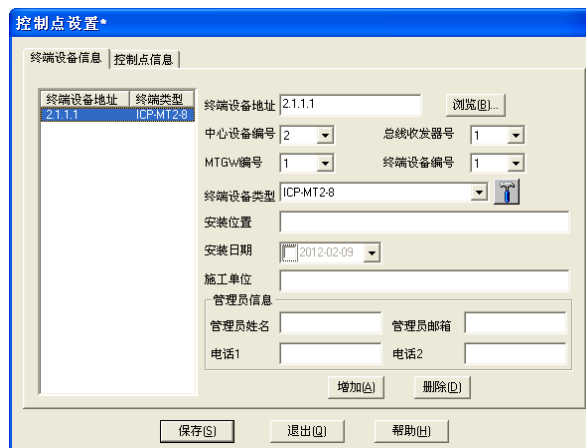 控制点设置*
终端设备信息 控制点信息
终端设备地址 终端类型
2.1.1.1 ICP-MT2-8
终端设备地址 2.1.1.1 浏览(B)...
中心设备编号 2 总线收发器号 1
MTGW编号 1 终端设备编号 1
终端设备类型 ICP-MT2-8
安装位置
安装日期 2012-02-09
施工单位
管理员信息
管理员姓名 管理员邮箱
电话1 电话2
增加(A) 删除(D)
保存(S) 退出(Q) 帮助(H)